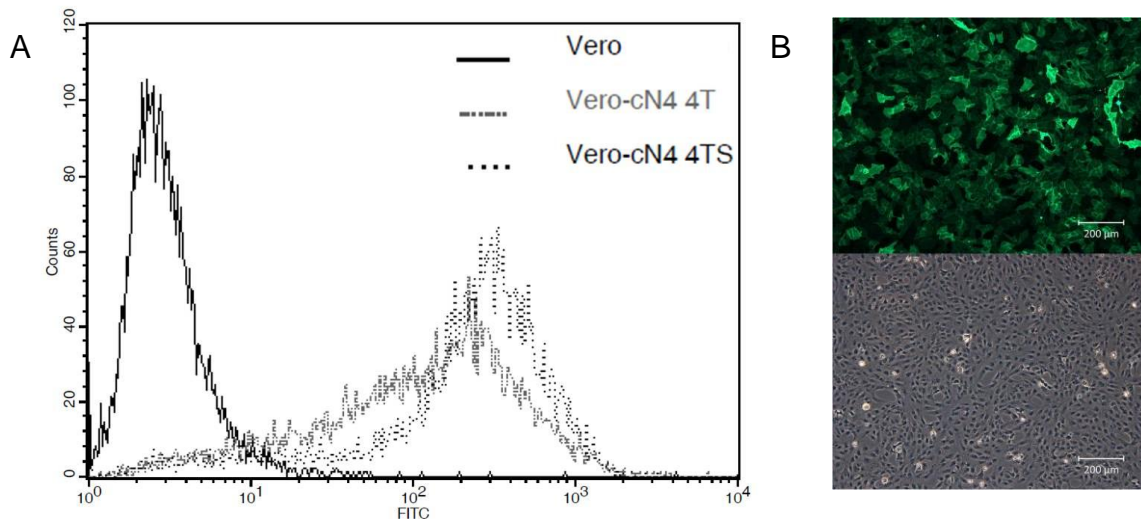 A
B
120
100
80
60
40
20
0
Counts
10⁰
10¹
10²
10³
10⁴
FITC
Vero
Vero-cN4 4T
Vero-cN4 4TS
200 µm
200 µm